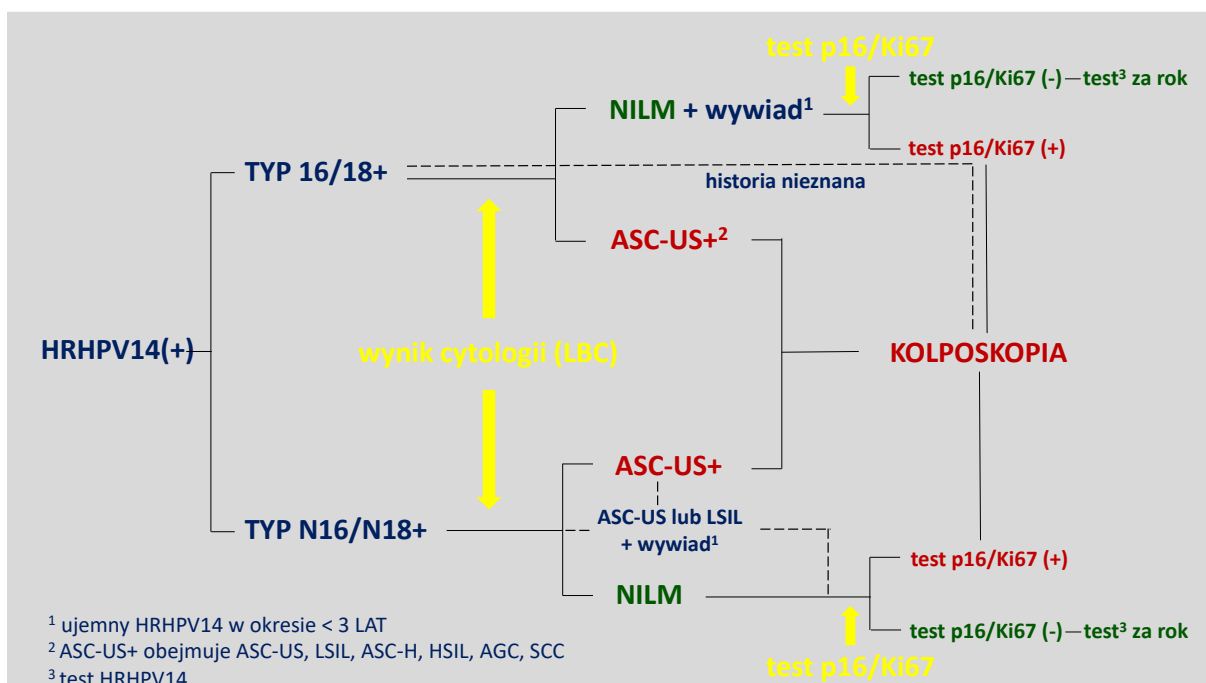 test p16/Ki67
test p16/Ki67 (-) — test³ za rok
NILM + wywiad¹
test p16/Ki67 (+)
TYP 16/18+
historia nieznana
ASC-US+²
HRHPV14(+)
wynik cytologii (LBC)
KOLPOSKOPIA
ASC-US+
ASC-US lub LSIL
+ wywiad¹
TYP N16/N18+
test p16/Ki67 (+)
NILM
test p16/Ki67 (-) — test³ za rok
test p16/Ki67
¹ ujemny HRHPV14 w okresie < 3 LAT
² ASC-US+ obejmuje ASC-US, LSIL, ASC-H, HSIL, AGC, SCC
³ test HRHPV14